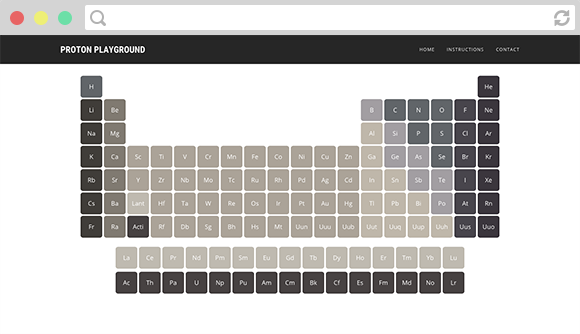 PROTON PLAYGROUND HOME INSTRUCTIONS CONTACT
H He
Li Be B C N O F Ne
Na Mg Al Si P S Cl Ar
K Ca Sc Ti V Cr Mn Fe Co Ni Cu Zn Ga Ge As Se Br Kr
Rb Sr Y Zr Nb Mo Tc Ru Rh Pd Ag Cd In Sn Sb Te I Xe
Cs Ba Lant Hf Ta W Re Os Ir Pt Au Hg Tl Pb Bi Po At Rn
Fr Ra Acti Rf Db Sg Bh Hs Mt Uun Uuu Uub Uut Uuq Uup Uuh Uus Uuo
La Ce Pr Nd Pm Sm Eu Gd Tb Dy Ho Er Tm Yb Lu
Ac Th Pa U Np Pu Am Cm Bk Cf Es Fm Md No Lr